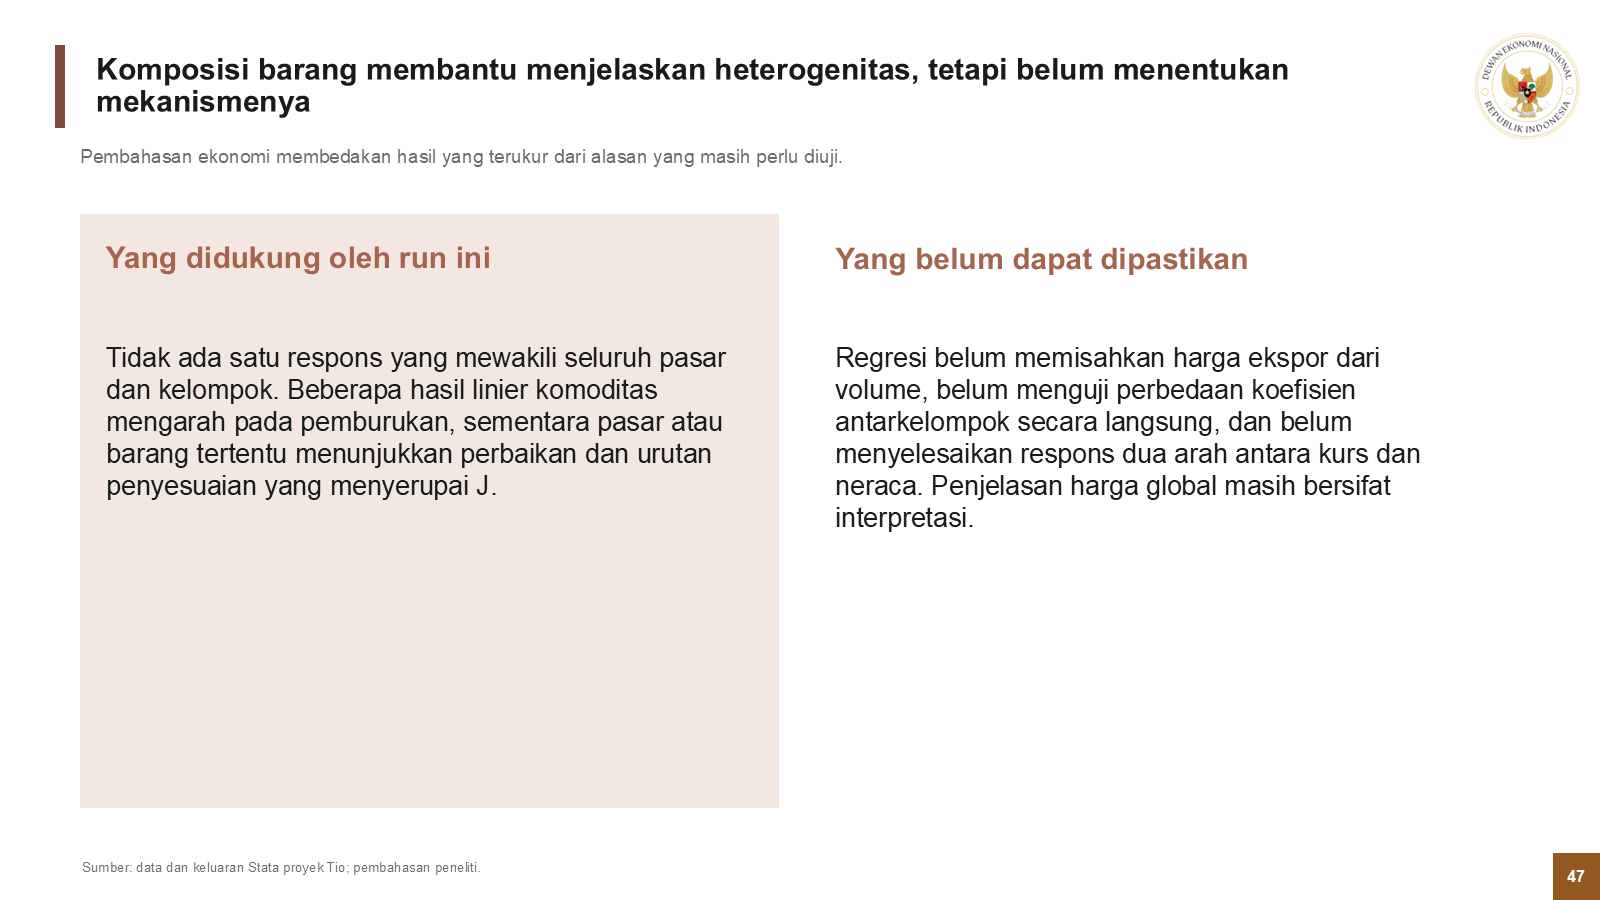 Komposisi barang membantu menjelaskan heterogenitas, tetapi belum menentukan
mekanismenya
DEWAN EKONOMI NASIONAL
REPUBLIK INDONESIA
Pembahasan ekonomi membedakan hasil yang terukur dari alasan yang masih perlu diuji.
Yang didukung oleh run ini
Tidak ada satu respons yang mewakili seluruh pasar
dan kelompok. Beberapa hasil linier komoditas
mengarah pada pemburukan, sementara pasar atau
barang tertentu menunjukkan perbaikan dan urutan
penyesuaian yang menyerupai J.
Yang belum dapat dipastikan
Regresi belum memisahkan harga ekspor dari
volume, belum menguji perbedaan koefisien
antarkelompok secara langsung, dan belum
menyelesaikan respons dua arah antara kurs dan
neraca. Penjelasan harga global masih bersifat
interpretasi.
Sumber: data dan keluaran Stata proyek Tio; pembahasan peneliti.
47